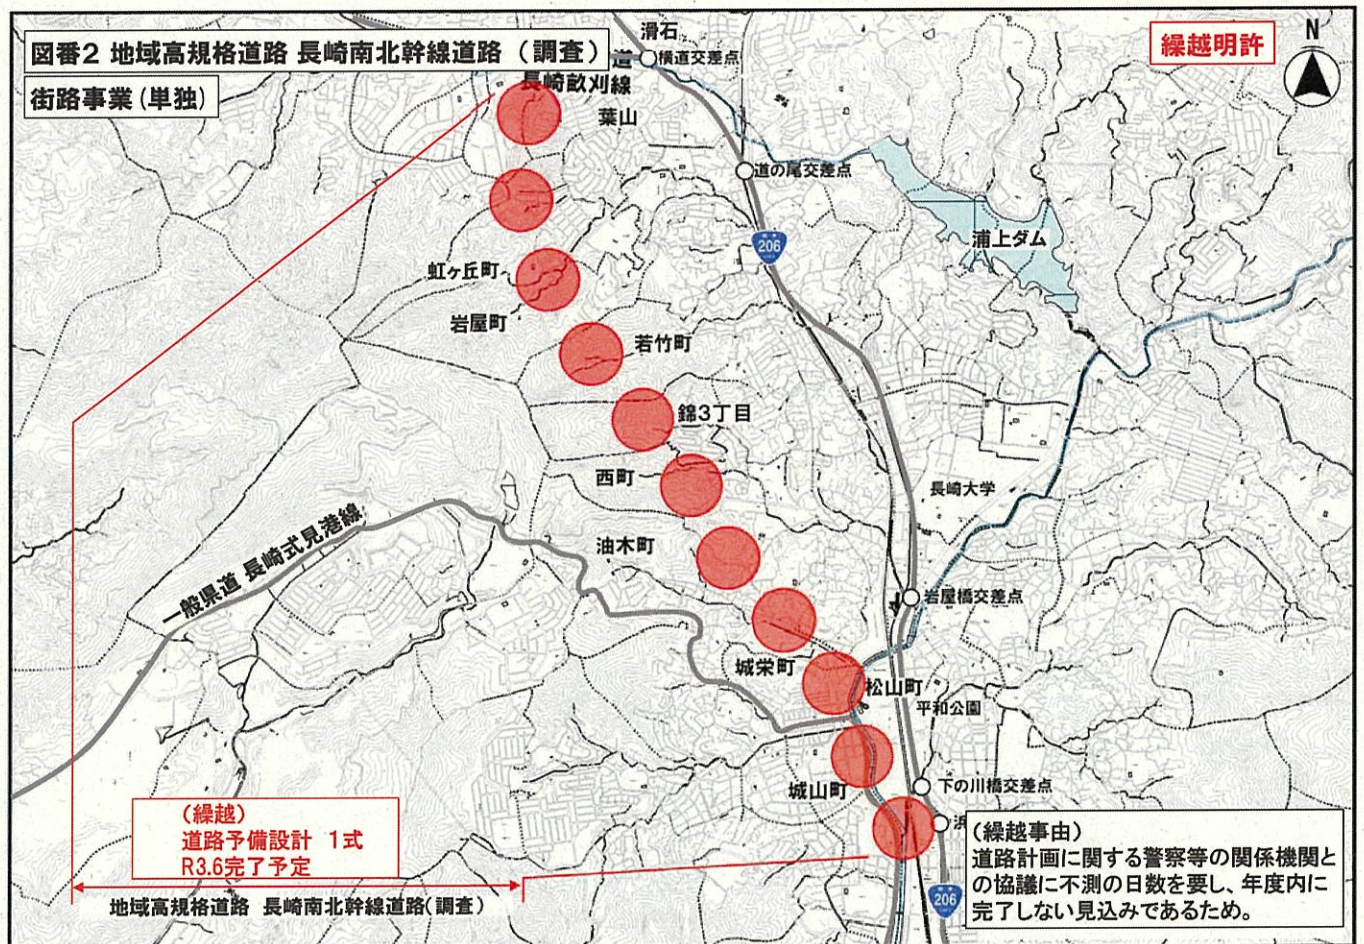 図番2 地域高規格道路 長崎南北幹線道路 (調査)
街路事業(単独)
繰越明許
N
滑石
道
横道交差点
長崎畝刈線
葉山
道の尾交差点
206
浦上ダム
虹ヶ丘町
岩屋町
若竹町
錦3丁目
西町
長崎大学
一般県道 長崎式見港線
油木町
岩屋橋交差点
城栄町
松山町
平和公園
城山町
下の川橋交差点
浜
(繰越)
道路予備設計 1式
R3.6完了予定
地域高規格道路 長崎南北幹線道路(調査)
206
(繰越事由)
道路計画に関する警察等の関係機関と
の協議に不測の日数を要し、年度内に
完了しない見込みであるため。